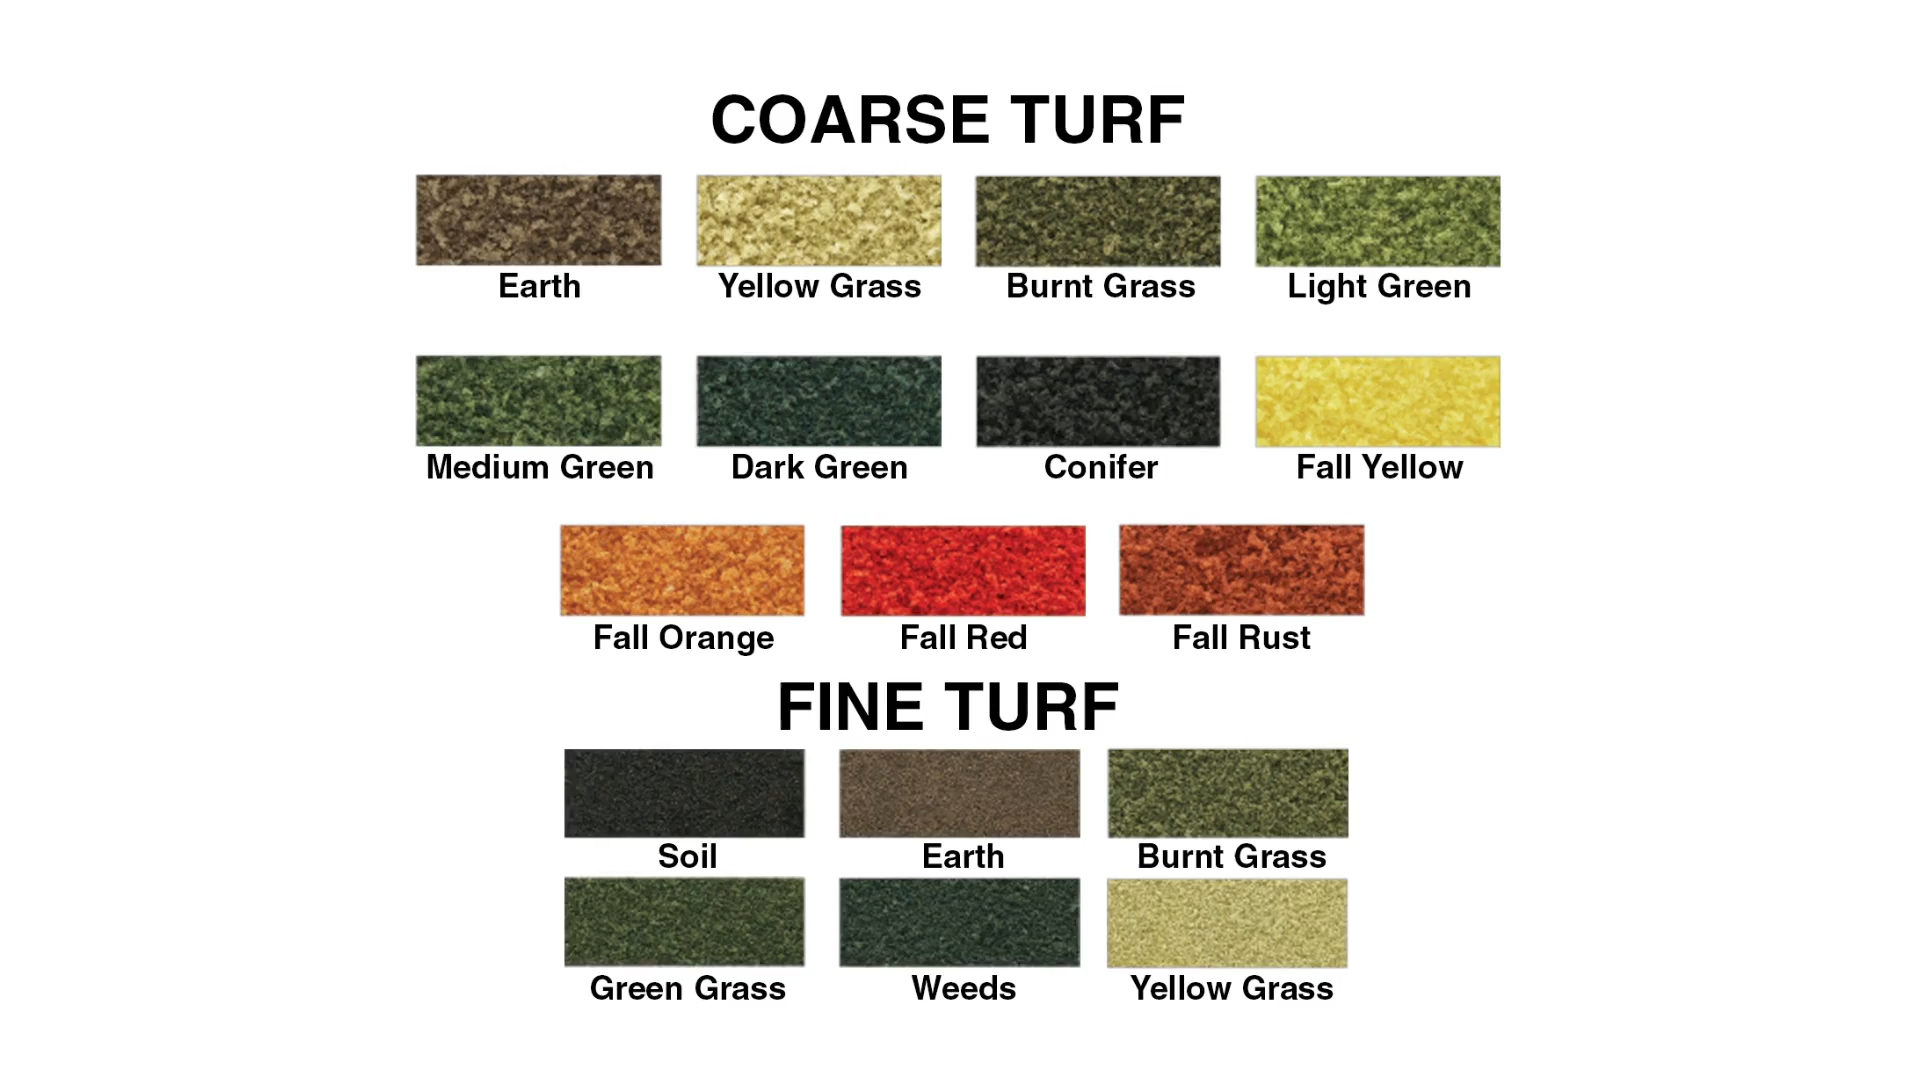 COARSE TURF
Earth Yellow Grass Burnt Grass Light Green
Medium Green Dark Green Conifer Fall Yellow
Fall Orange Fall Red Fall Rust
FINE TURF
Soil Earth Burnt Grass
Green Grass Weeds Yellow Grass